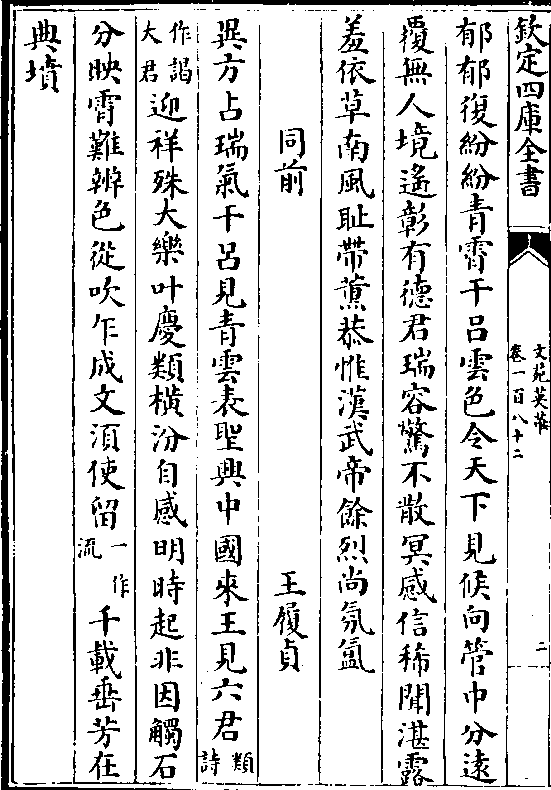 欽定四庫全書
文苑英華
卷一百八十二
二
郁郁復紛紛青霄干呂雲色令天下見候向管中分遠
覆無人境遙彰有德君瑞容驚不散冥感信稀聞湛露
羞依草南風耻帶薰恭惟漢武帝餘烈尚氛氳
同前 王履貞
異方占瑞氣干呂見青雲表聖興中國來王見六君類詩
作謁大君迎祥殊大樂叶慶類橫汾自感明時起非因觸石
分映霄難辨色從吹乍成文須使留一作流千載垂芳在
典墳